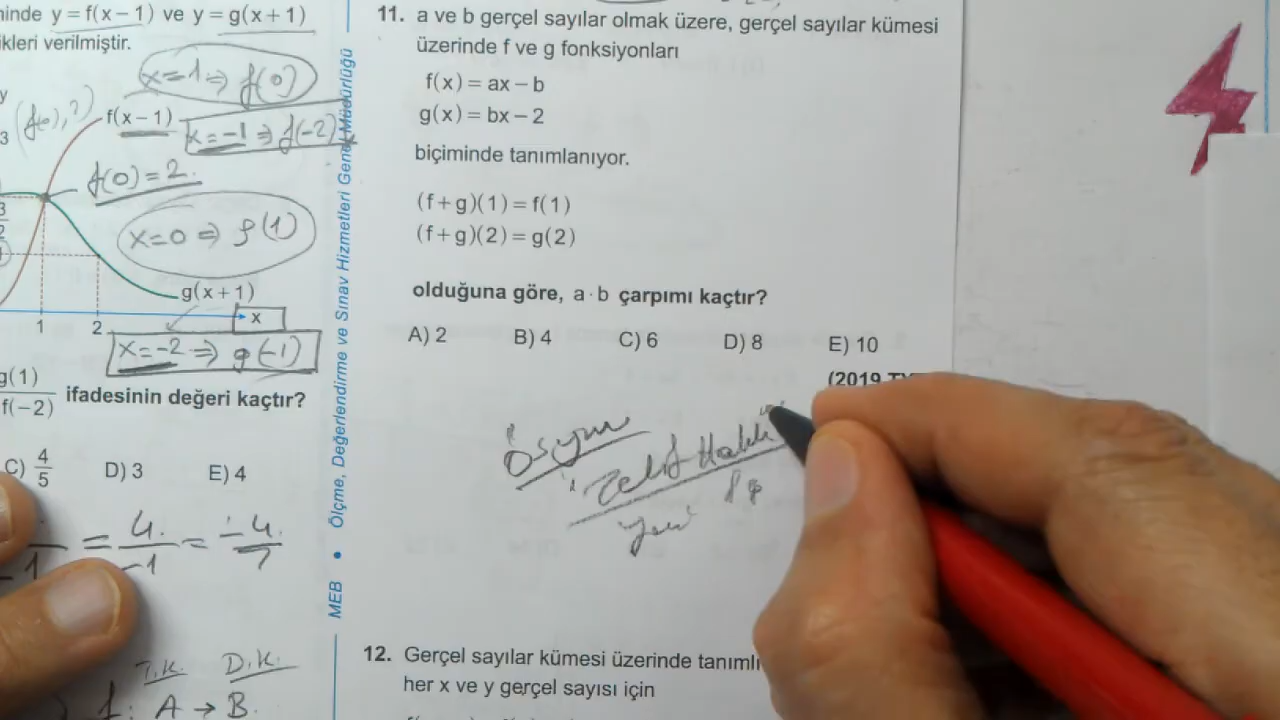 inde y = f(x − 1) ve y = g(x + 1)
ikleri verilmiştir.
x=1 ⇒ f(0)
y
3
f(x − 1)
x=-1 ⇒ f(-2)
f(0)=2.
3
2
x=0 ⇒ g(1)
g(x + 1)
x
1
2
x=-2 ⇒ g(-1)
g(1)
f(−2)
ifadesinin değeri kaçtır?
C) 4/5 D) 3 E) 4
= 4/-1 = -4
T.K. D.K.
f: A → B
MEB • Ölçme, Değerlendirme ve Sınav Hizmetleri Genel Müdürlüğü
11. a ve b gerçel sayılar olmak üzere, gerçel sayılar kümesi
üzerinde f ve g fonksiyonları
f(x) = ax − b
g(x) = bx − 2
biçiminde tanımlanıyor.
(f + g)(1) = f(1)
(f + g)(2) = g(2)
olduğuna göre, a · b çarpımı kaçtır?
A) 2 B) 4 C) 6 D) 8 E) 10
(2019
ösym
12. Gerçel sayılar kümesi üzerinde tanımlı
her x ve y gerçel sayısı için